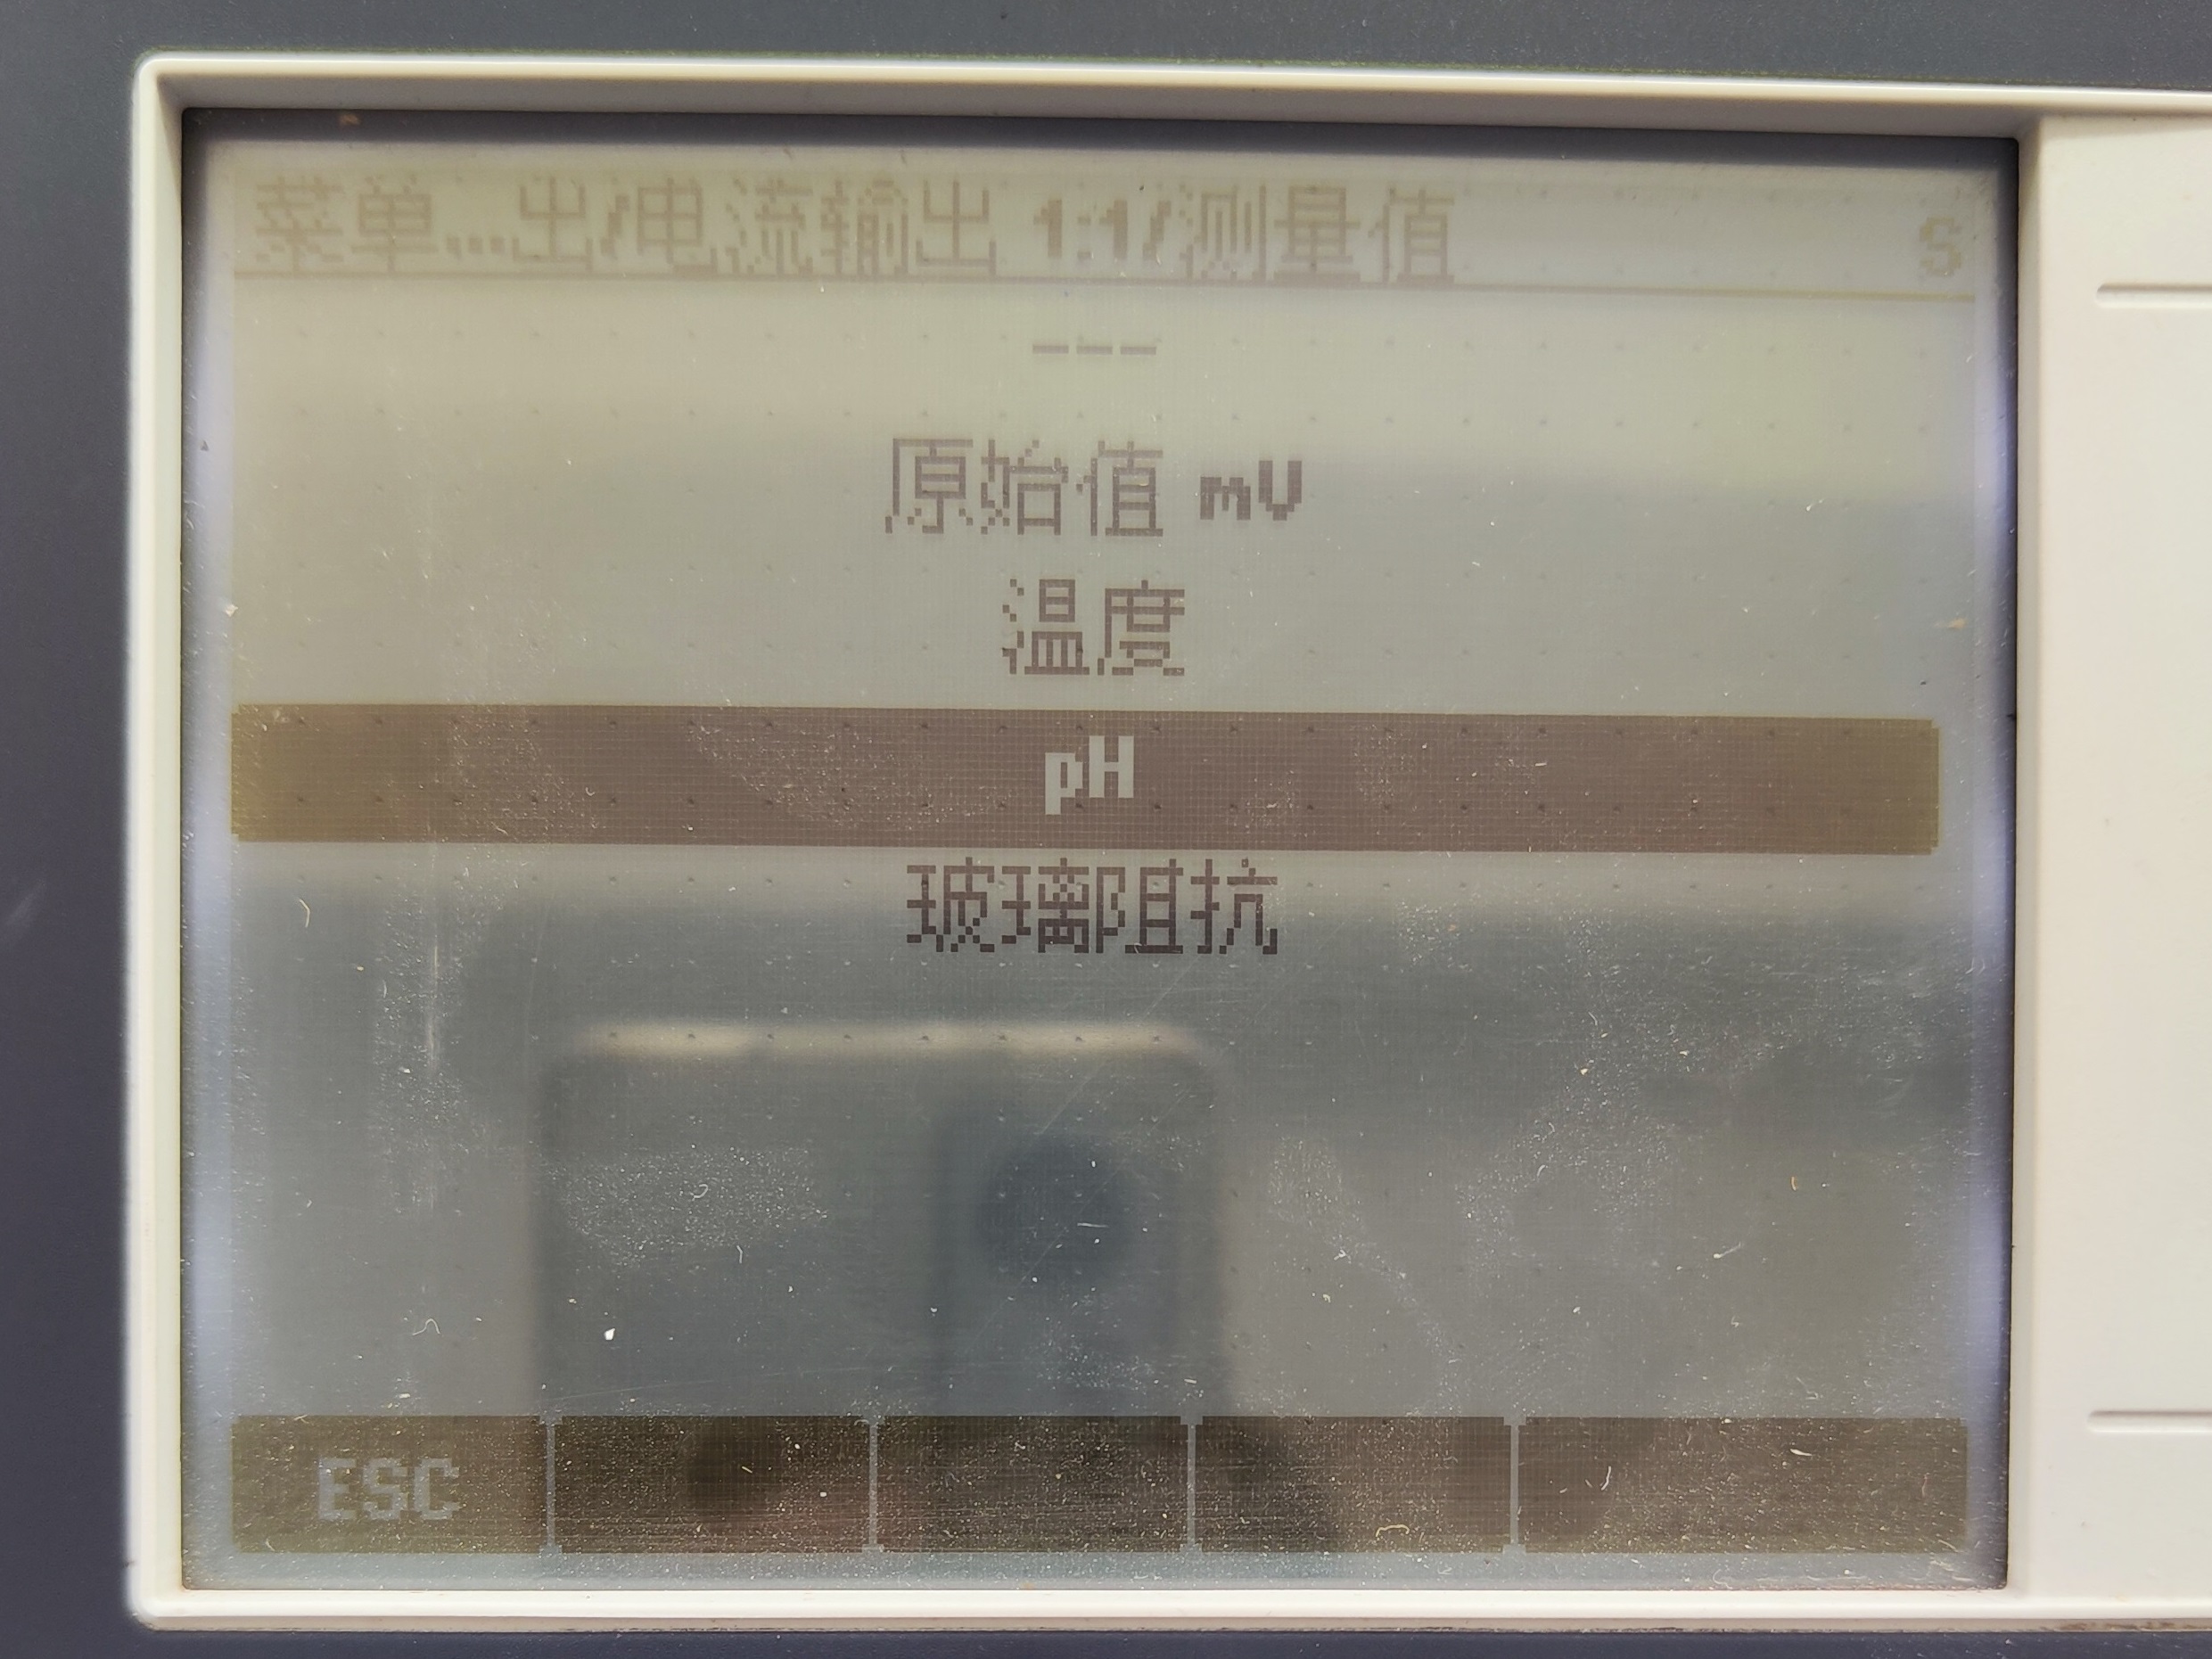 菜单...出/电流输出 1:1/测量值 S
---
原始值 mV
温度
pH
玻璃阻抗
ESC